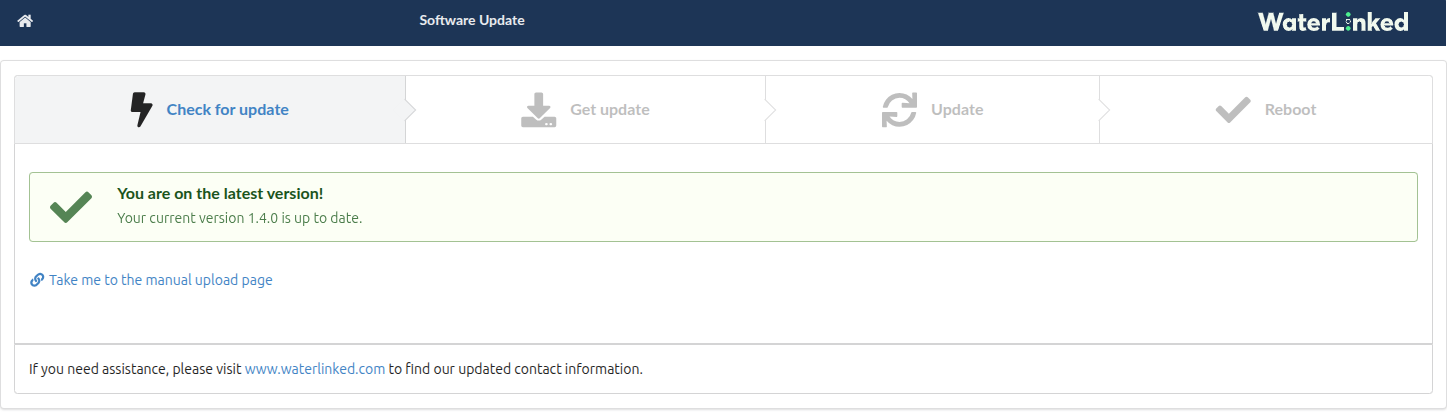 Software Update
WaterLinked
Check for update
Get update
Update
Reboot
You are on the latest version!
Your current version 1.4.0 is up to date.
Take me to the manual upload page
If you need assistance, please visit www.waterlinked.com to find our updated contact information.